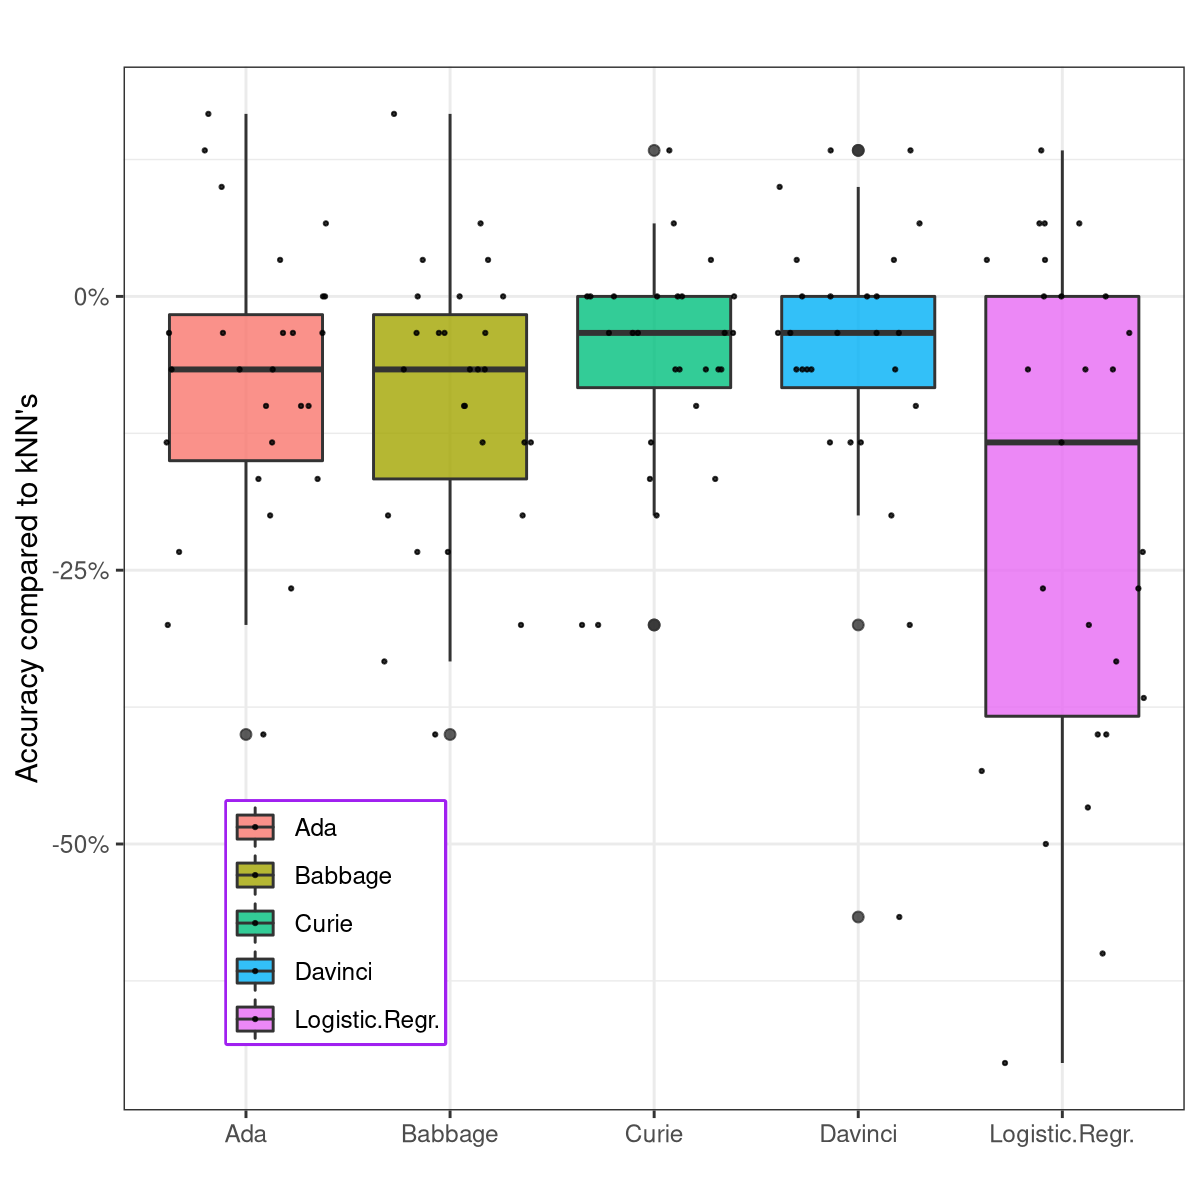 Accuracy compared to kNN's
0%
-25%
-50%
Ada
Babbage
Curie
Davinci
Logistic.Regr.
Ada
Babbage
Curie
Davinci
Logistic.Regr.